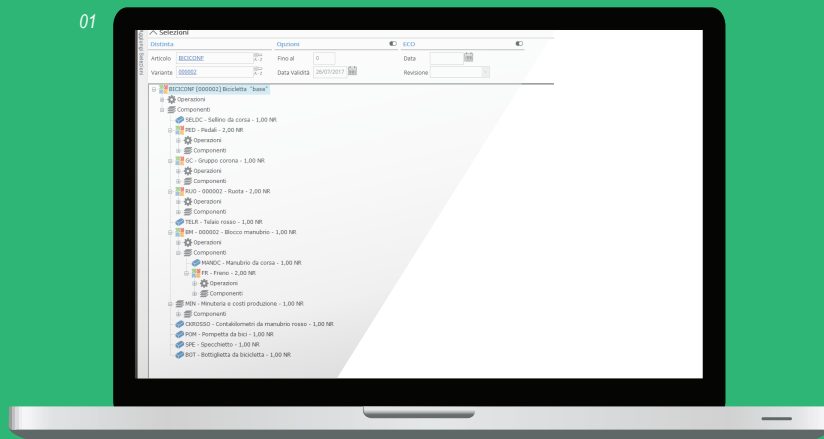 01
Selezioni
Aggiungi Selezioni
Distinta Opzioni ECO
Articolo BICICONF Fino al 0 Data
Variante 000002 Data Validità 26/07/2017 Revisione
BICICONF [000002] Bicicletta "base"
Operazioni
Componenti
SELDC - Sellino da corsa - 1,00 NR
PED - Pedali - 2,00 NR
Operazioni
Componenti
GC - Gruppo corona - 1,00 NR
Operazioni
Componenti
RUO - 000002 - Ruota - 2,00 NR
Operazioni
Componenti
TELR - Telaio rosso - 1,00 NR
BM - 000002 - Blocco manubrio - 1,00 NR
Operazioni
Componenti
MANDC - Manubrio da corsa - 1,00 NR
FR - Freno - 2,00 NR
Operazioni
Componenti
MIN - Minuteria e costi produzione - 1,00 NR
Componenti
CKROSSO - Contakilometri da manubrio rosso - 1,00 NR
POM - Pompetta da bici - 1,00 NR
SPE - Specchietto - 1,00 NR
BOT - Bottiglietta da bicicletta - 1,00 NR